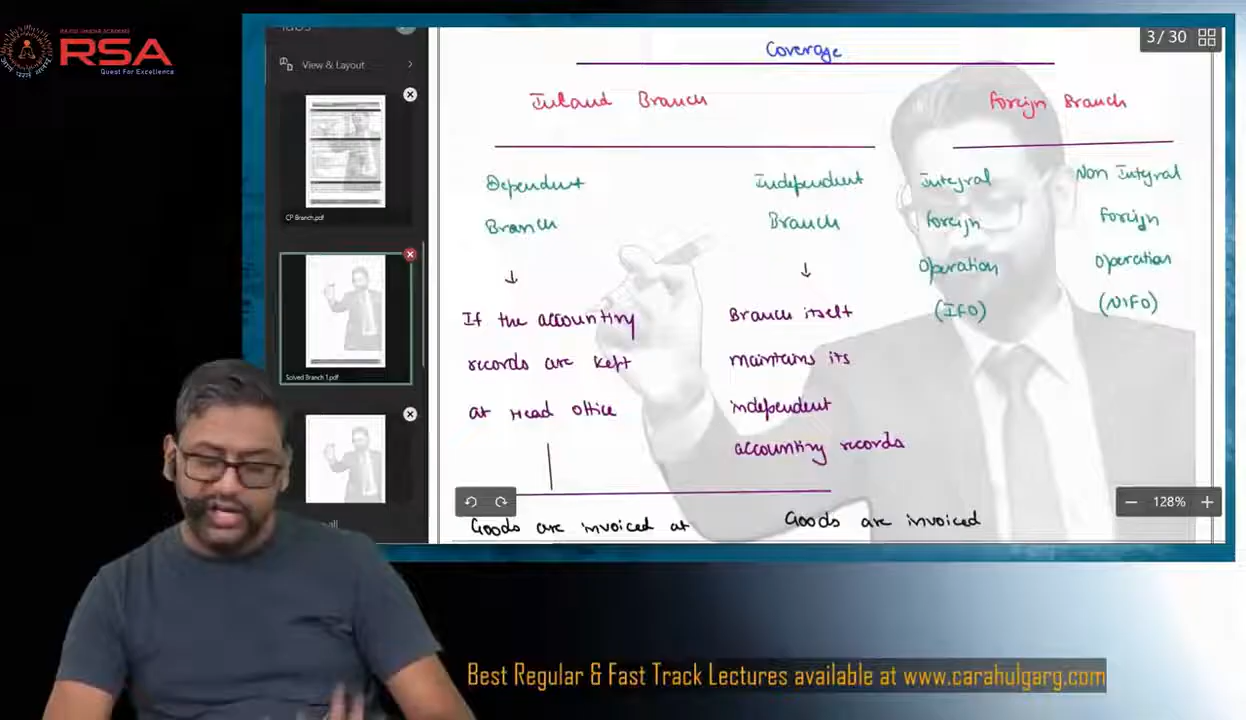 RSA
Quest For Excellence
View & Layout
CP Branch.pdf
Solved Branch 1.pdf
3 / 30
Coverage
Inland Branch
Foreign Branch
Dependent
Branch
Independent
Branch
Integral
Foreign
Operation
(IFO)
Non Integral
Foreign
Operation
(NIFO)
If the accounting
records are kept
at Head office
Branch itself
maintains its
independent
accounting records
Goods are invoiced at
Goods are invoiced
128%
Best Regular & Fast Track Lectures available at www.carahulgarg.com